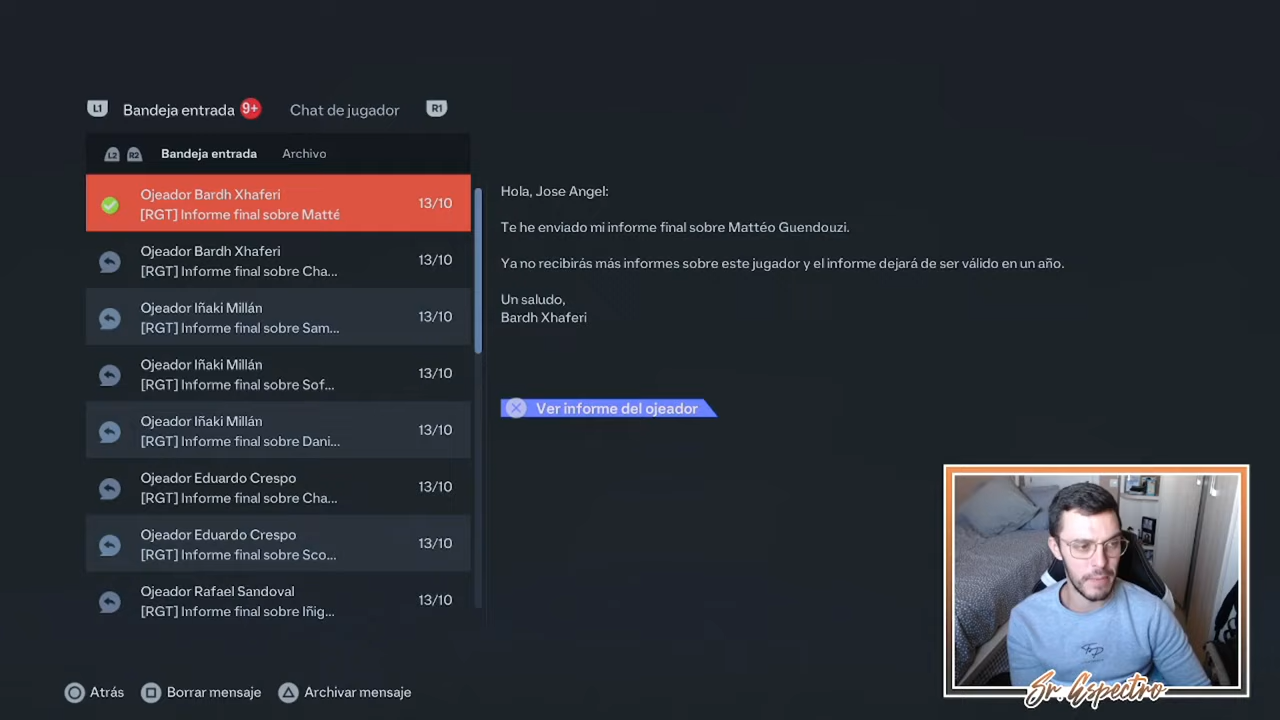 L1 Bandeja entrada 9+ Chat de jugador R1
L2 R2 Bandeja entrada Archivo
Ojeador Bardh Xhaferi
[RGT] Informe final sobre Matté
13/10
Ojeador Bardh Xhaferi
[RGT] Informe final sobre Cha...
13/10
Ojeador Iñaki Millán
[RGT] Informe final sobre Sam...
13/10
Ojeador Iñaki Millán
[RGT] Informe final sobre Sof...
13/10
Ojeador Iñaki Millán
[RGT] Informe final sobre Dani...
13/10
Ojeador Eduardo Crespo
[RGT] Informe final sobre Cha...
13/10
Ojeador Eduardo Crespo
[RGT] Informe final sobre Sco...
13/10
Ojeador Rafael Sandoval
[RGT] Informe final sobre Iñig...
13/10
Hola, Jose Angel:
Te he enviado mi informe final sobre Mattéo Guendouzi.
Ya no recibirás más informes sobre este jugador y el informe dejará de ser válido en un año.
Un saludo,
Bardh Xhaferi
Ver informe del ojeador
Atrás Borrar mensaje Archivar mensaje
Sr. Espectro